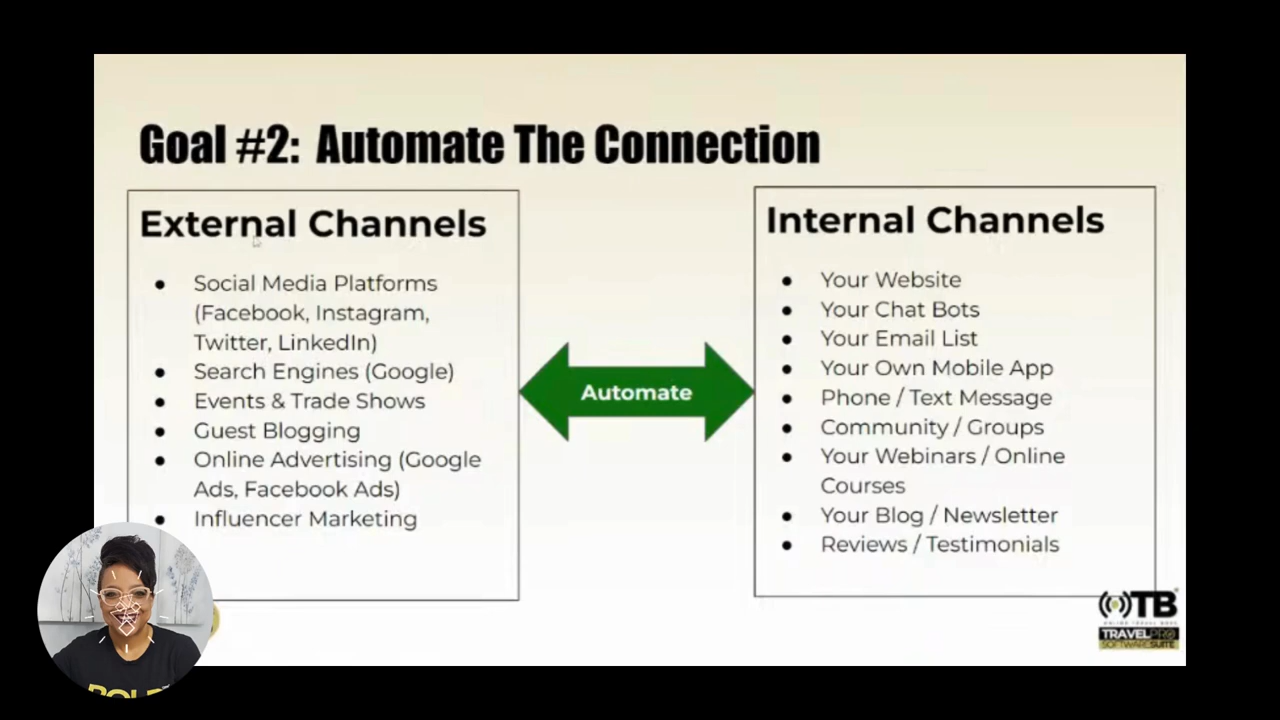 Goal #2: Automate The Connection
External Channels
Social Media Platforms
(Facebook, Instagram,
Twitter, LinkedIn)
Search Engines (Google)
Events & Trade Shows
Guest Blogging
Online Advertising (Google
Ads, Facebook Ads)
Influencer Marketing
Automate
Internal Channels
Your Website
Your Chat Bots
Your Email List
Your Own Mobile App
Phone / Text Message
Community / Groups
Your Webinars / Online
Courses
Your Blog / Newsletter
Reviews / Testimonials
OTB
TRAVELPRO
SOFTWARE SUITE